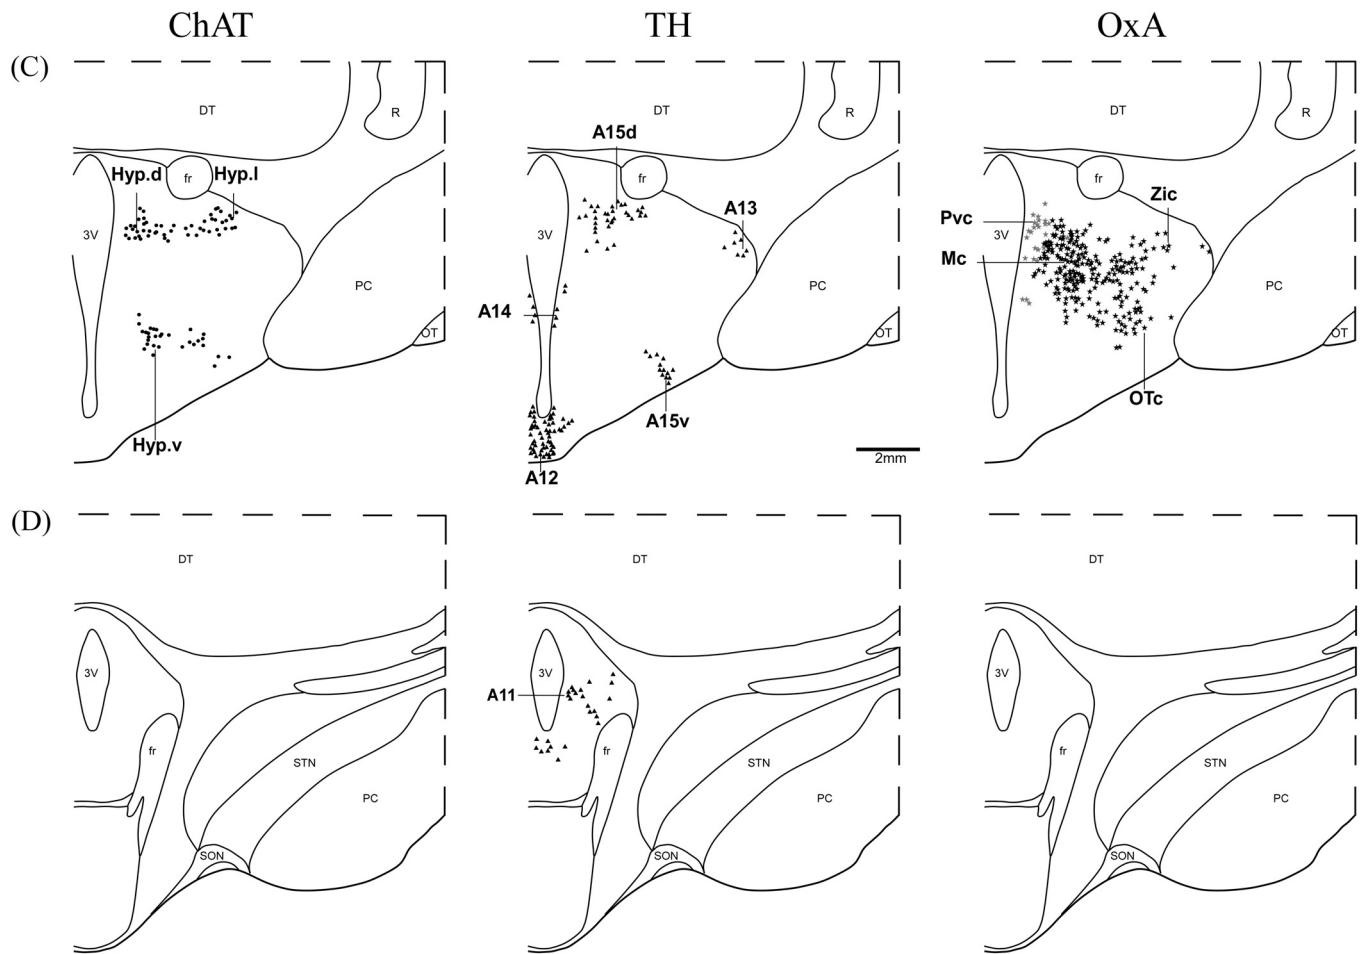 ChAT TH OxA
(C)
DT R DT R DT R
A15d
Hyp.d fr Hyp.l fr A13 fr Zic
Pvc
3V 3V 3V
Mc
PC PC PC
A14
OT OT OT
OTc
A15v
Hyp.v
2mm
A12
(D)
DT DT DT
3V 3V 3V
A11
fr fr fr
STN STN STN
PC PC PC
SON SON SON